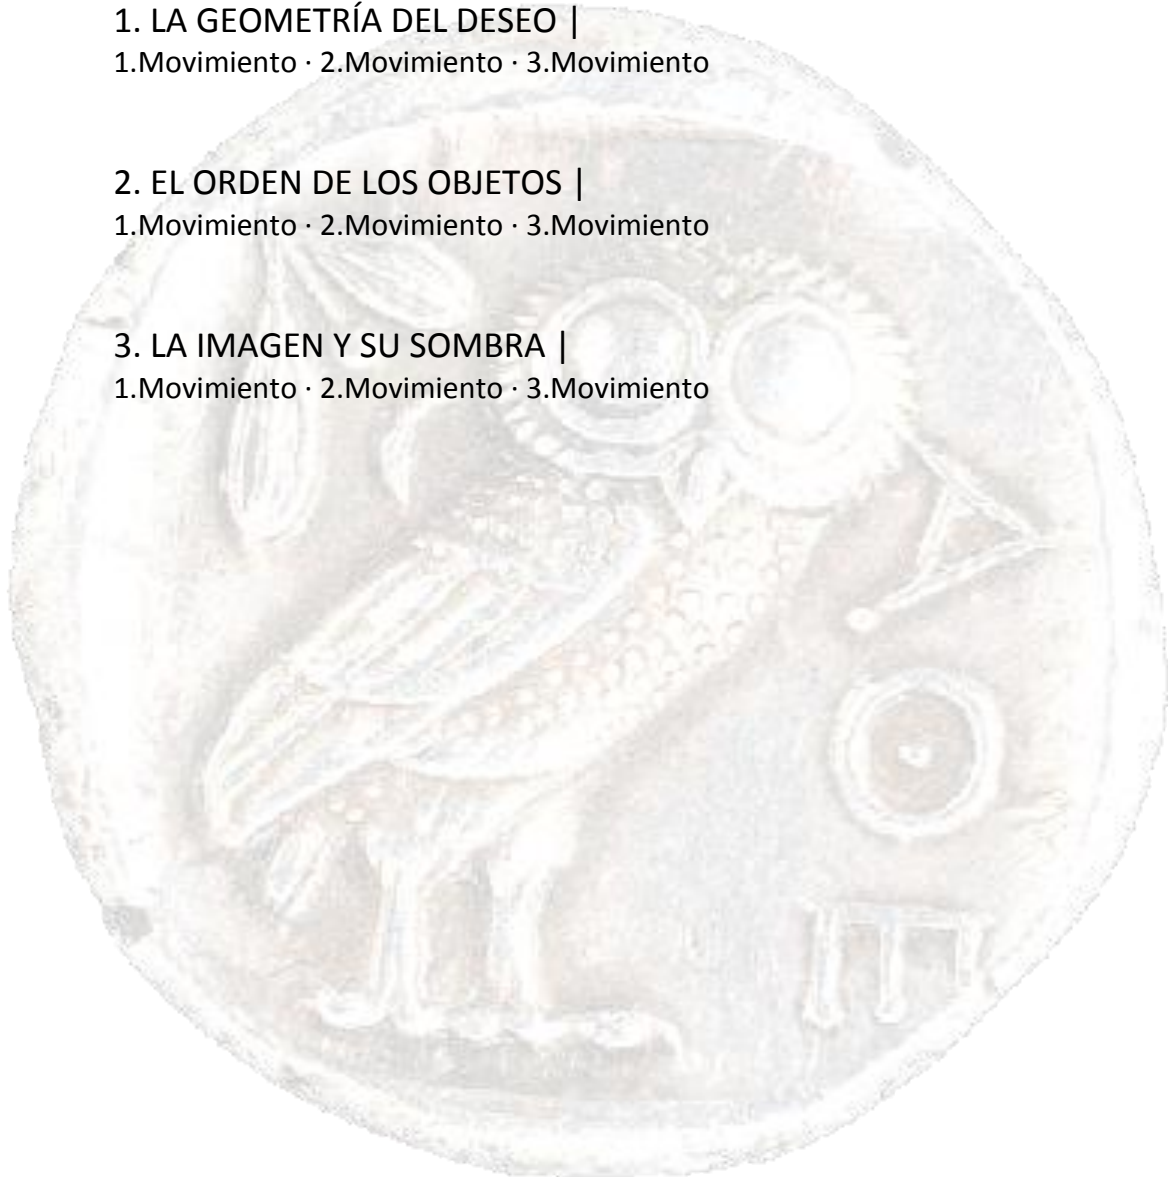 1. LA GEOMETRÍA DEL DESEO |
1.Movimiento · 2.Movimiento · 3.Movimiento
2. EL ORDEN DE LOS OBJETOS |
1.Movimiento · 2.Movimiento · 3.Movimiento
3. LA IMAGEN Y SU SOMBRA |
1.Movimiento · 2.Movimiento · 3.Movimiento
ΑΘΕ